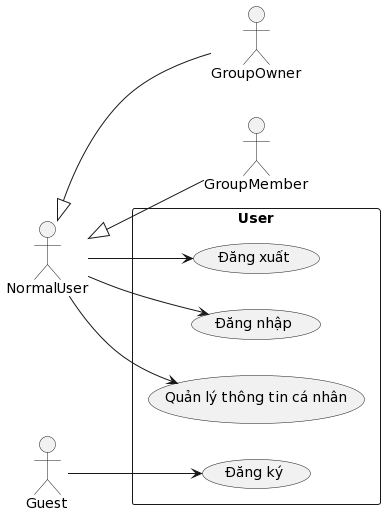 GroupOwner
GroupMember
User
Đăng xuất
NormalUser
Đăng nhập
Quản lý thông tin cá nhân
Đăng ký
Guest